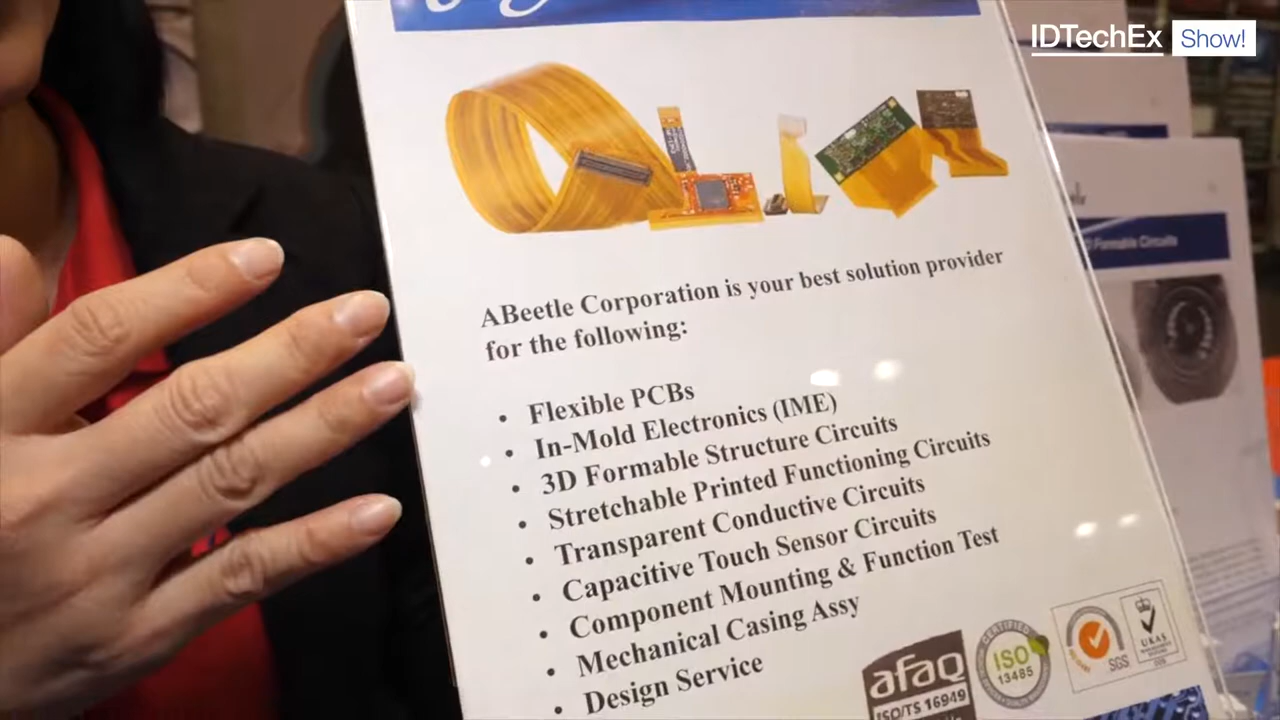 IDTechEx Show!
ABeetle Corporation is your best solution provider
for the following:
• Flexible PCBs
• In-Mold Electronics (IME)
• 3D Formable Structure Circuits
• Stretchable Printed Functioning Circuits
• Transparent Conductive Circuits
• Capacitive Touch Sensor Circuits
• Component Mounting & Function Test
• Mechanical Casing Assy
• Design Service
•
afaq
ISO/TS 16949
CERTIFIED
ISO
13485
SGS
UKAS
Formable Circuits